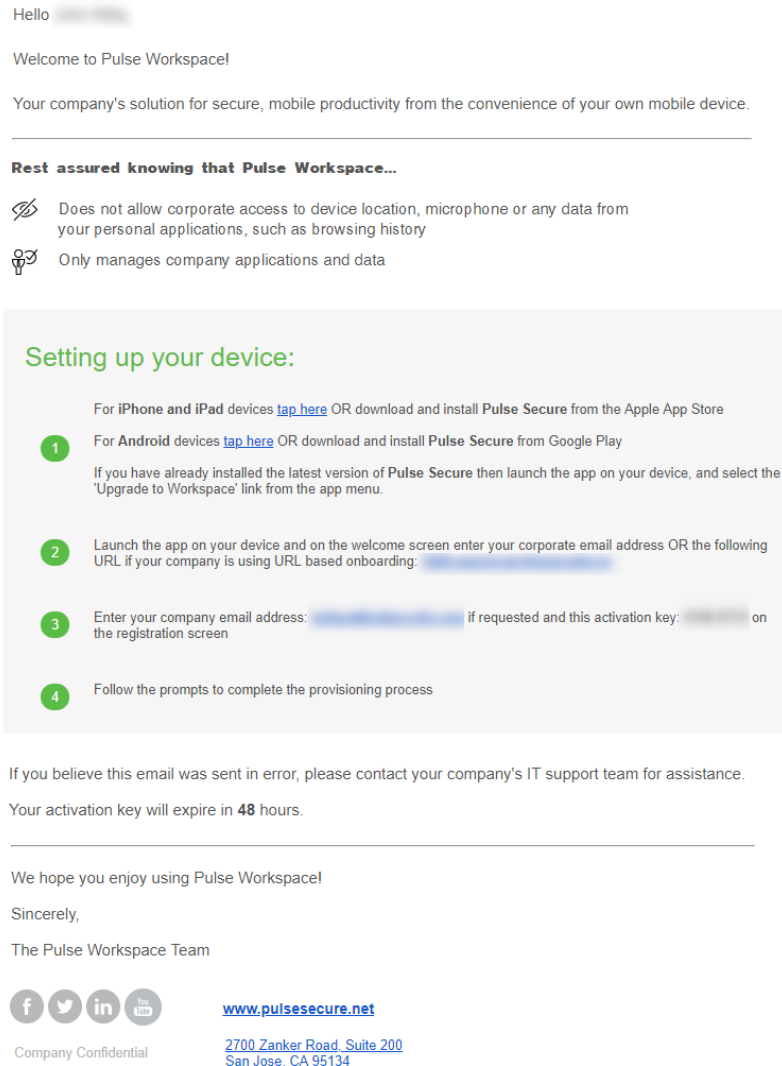 Hello
Welcome to Pulse Workspace!
Your company's solution for secure, mobile productivity from the convenience of your own mobile device.
Rest assured knowing that Pulse Workspace...
Does not allow corporate access to device location, microphone or any data from
your personal applications, such as browsing history
Only manages company applications and data
Setting up your device:
For iPhone and iPad devices tap here OR download and install Pulse Secure from the Apple App Store
1
For Android devices tap here OR download and install Pulse Secure from Google Play
If you have already installed the latest version of Pulse Secure then launch the app on your device, and select the
'Upgrade to Workspace' link from the app menu.
2
Launch the app on your device and on the welcome screen enter your corporate email address OR the following
URL if your company is using URL based onboarding:
3
Enter your company email address: if requested and this activation key: on
the registration screen
4
Follow the prompts to complete the provisioning process
If you believe this email was sent in error, please contact your company's IT support team for assistance.
Your activation key will expire in 48 hours.
We hope you enjoy using Pulse Workspace!
Sincerely,
The Pulse Workspace Team
f in You Tube
www.pulsesecure.net
Company Confidential
2700 Zanker Road, Suite 200
San Jose, CA 95134